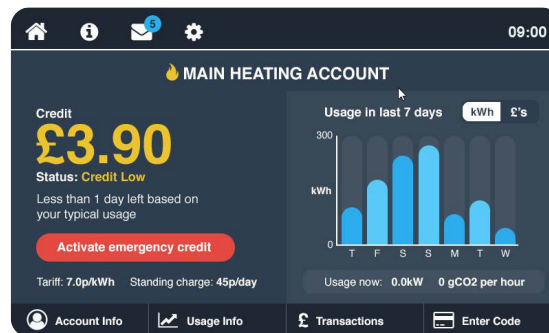 5
09:00
MAIN HEATING ACCOUNT
Credit
£3.90
Status: Credit Low
Less than 1 day left based on
your typical usage
Activate emergency credit
Tariff: 7.0p/kWh Standing charge: 45p/day
Usage in last 7 days kWh £'s
300
kWh
0
T F S S M T W
Usage now: 0.0kW 0 gCO2 per hour
Account Info Usage Info £ Transactions Enter Code